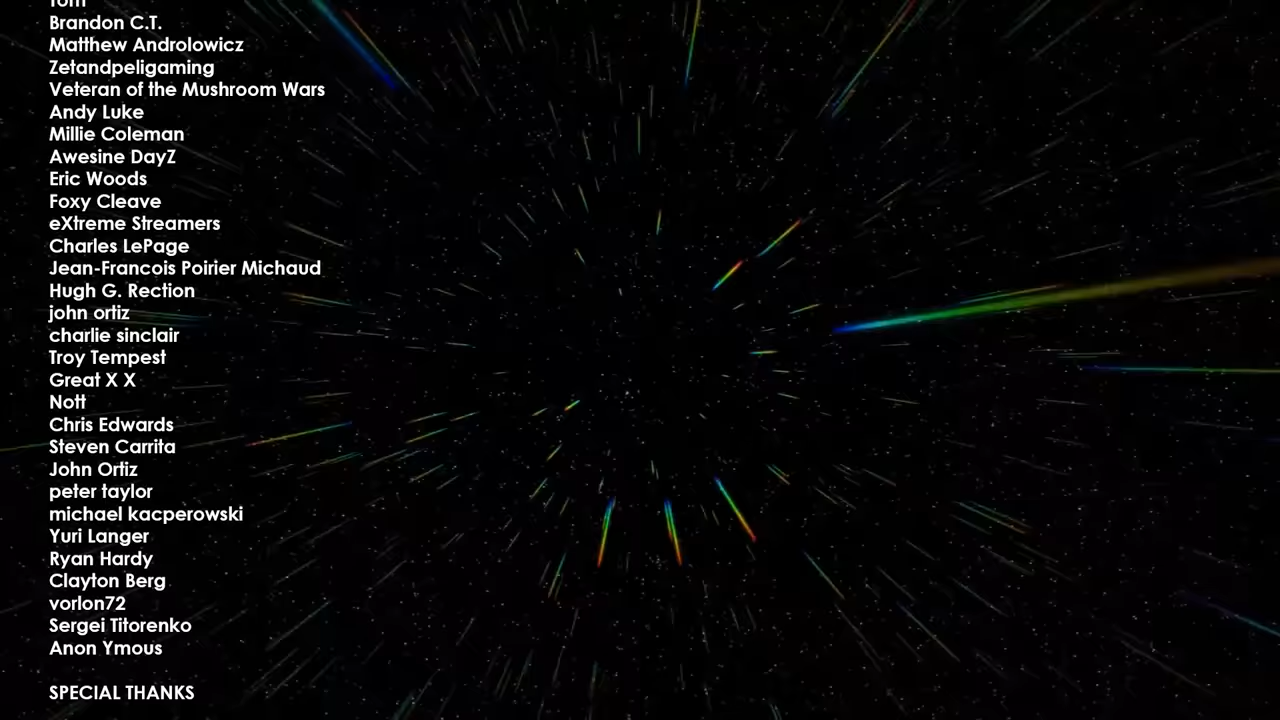 Tom
Brandon C.T.
Matthew Androlowicz
Zetandpeligaming
Veteran of the Mushroom Wars
Andy Luke
Millie Coleman
Awesine DayZ
Eric Woods
Foxy Cleave
eXtreme Streamers
Charles LePage
Jean-Francois Poirier Michaud
Hugh G. Rection
john ortiz
charlie sinclair
Troy Tempest
Great X X
Nott
Chris Edwards
Steven Carrita
John Ortiz
peter taylor
michael kacperowski
Yuri Langer
Ryan Hardy
Clayton Berg
vorlon72
Sergei Titorenko
Anon Ymous
SPECIAL THANKS